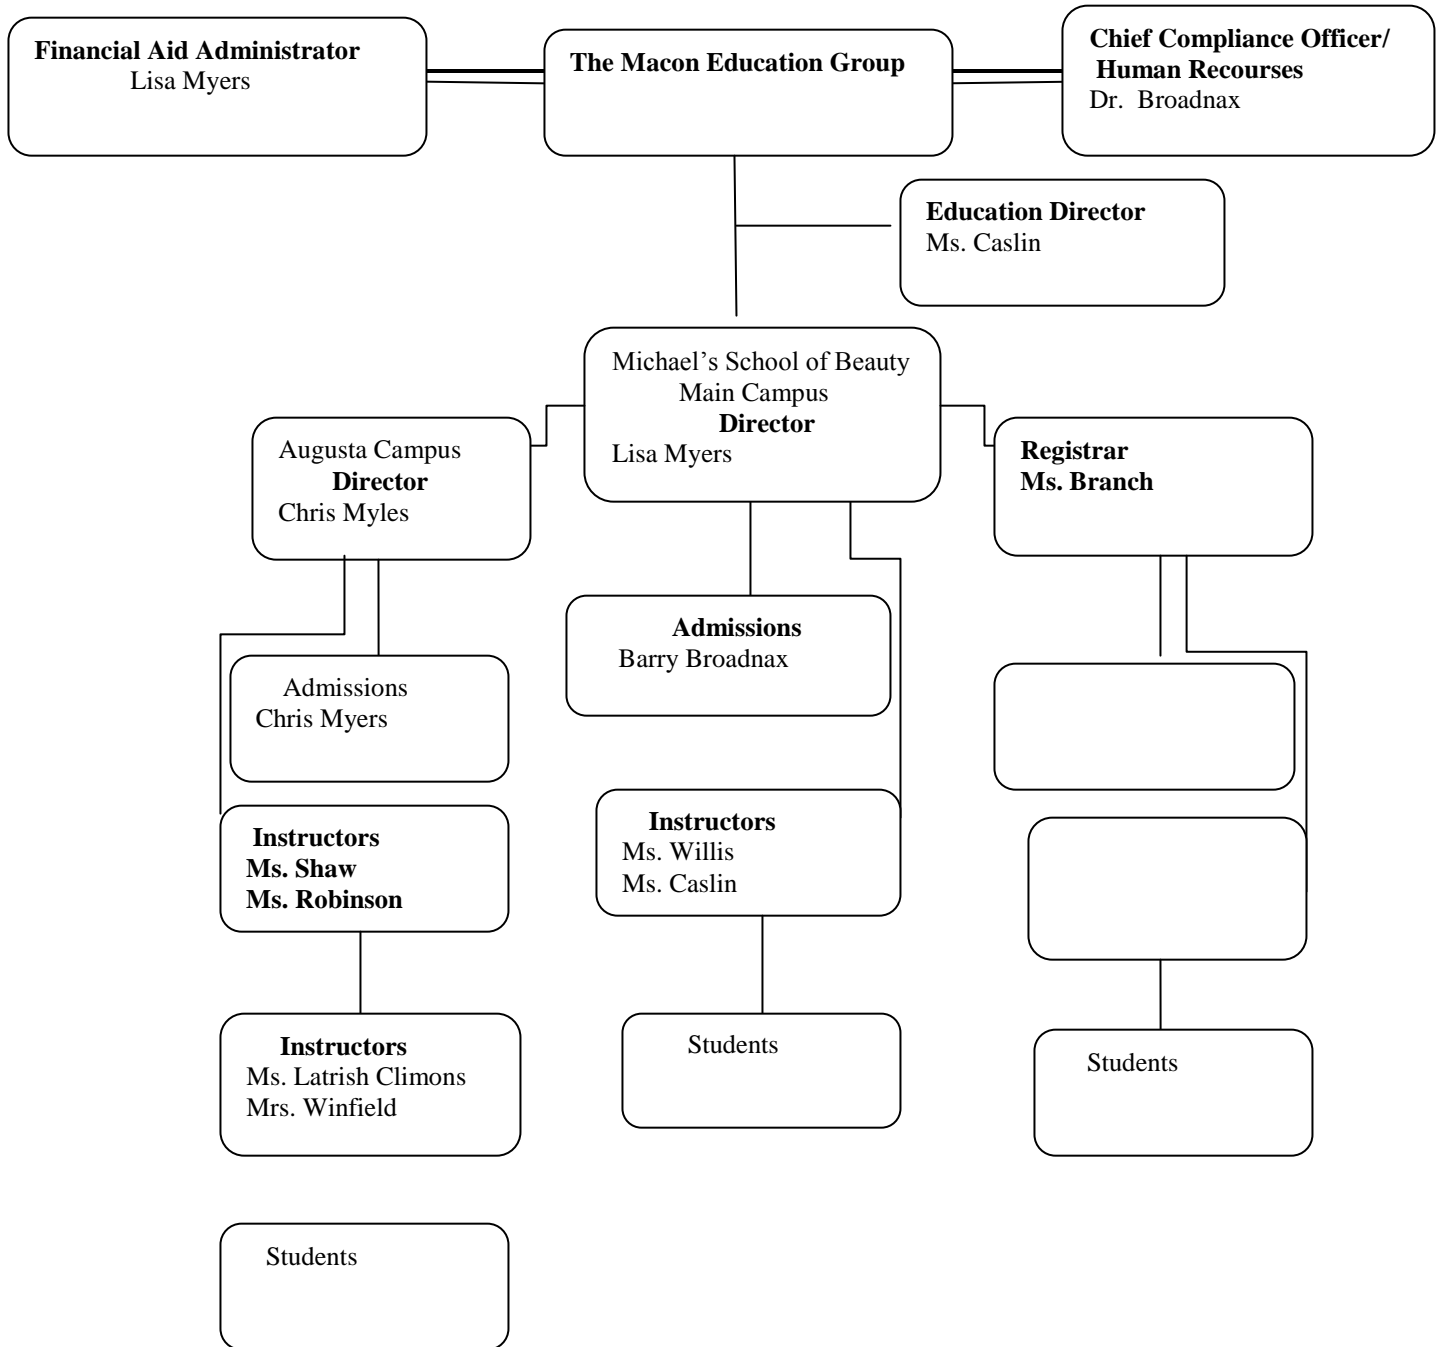 Financial Aid Administrator
Lisa Myers
The Macon Education Group
Chief Compliance Officer/
Human Recourses
Dr. Broadnax
Education Director
Ms. Caslin
Michael’s School of Beauty
Main Campus
Director
Lisa Myers
Augusta Campus
Director
Chris Myles
Registrar
Ms. Branch
Admissions
Barry Broadnax
Admissions
Chris Myers
Instructors
Ms. Shaw
Ms. Robinson
Instructors
Ms. Willis
Ms. Caslin
Instructors
Ms. Latrish Climons
Mrs. Winfield
Students
Students
Students